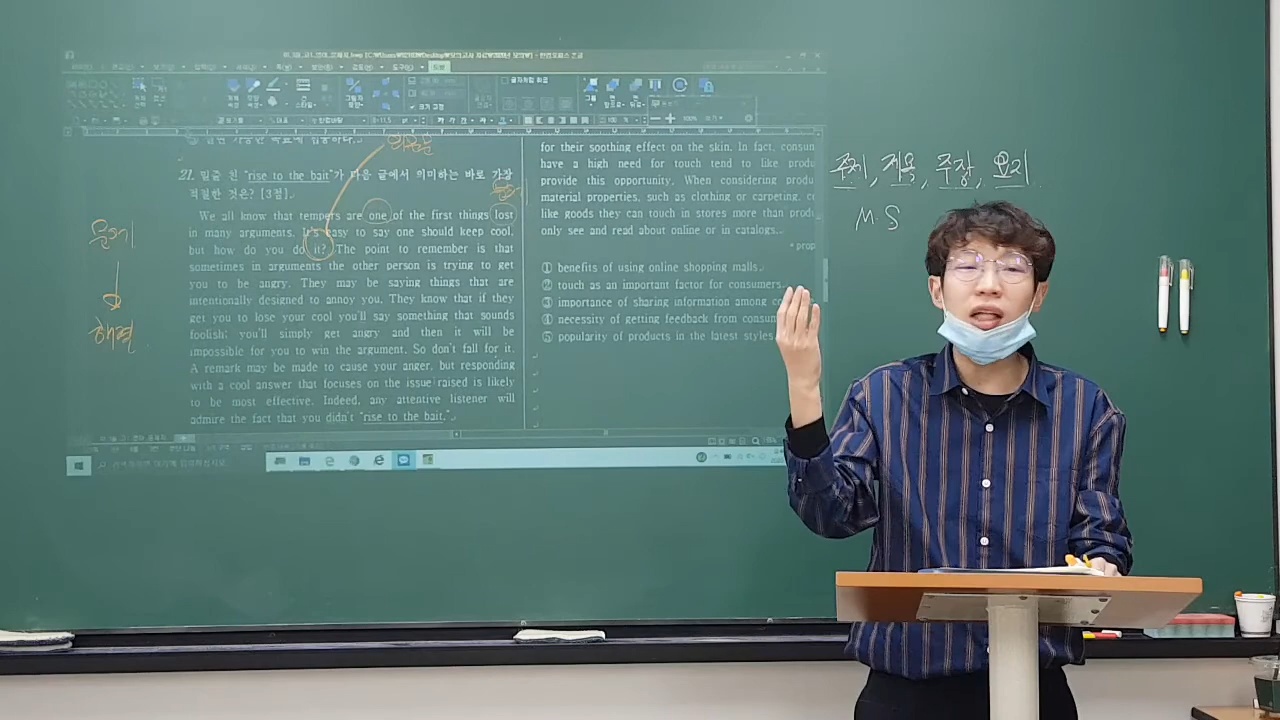 의문문
21. 밑줄 친 "rise to the bait"가 다음 글에서 의미하는 바로 가장
적절한 것은? [3점]
We all know that tempers are one of the first things lost
in many arguments. It's easy to say one should keep cool,
but how do you do it? The point to remember is that
sometimes in arguments the other person is trying to get
you to be angry. They may be saying things that are
intentionally designed to annoy you. They know that if they
get you to lose your cool you'll say something that sounds
foolish; you'll simply get angry and then it will be
impossible for you to win the argument. So don't fall for it.
A remark may be made to cause your anger, but responding
with a cool answer that focuses on the issue raised is likely
to be most effective. Indeed, any attentive listener will
admire the fact that you didn't "rise to the bait."
문제
해결
for their soothing effect on the skin. In fact, consum
have a high need for touch tend to like produ
provide this opportunity. When considering produ
material properties, such as clothing or carpeting, c
like goods they can touch in stores more than prod
only see and read about online or in catalogs.
* prop
① benefits of using online shopping malls
② touch as an important factor for consumers
③ importance of sharing information among co
④ necessity of getting feedback from consum
⑤ popularity of products in the latest styles
주제, 제목, 주장, 요지
M.S